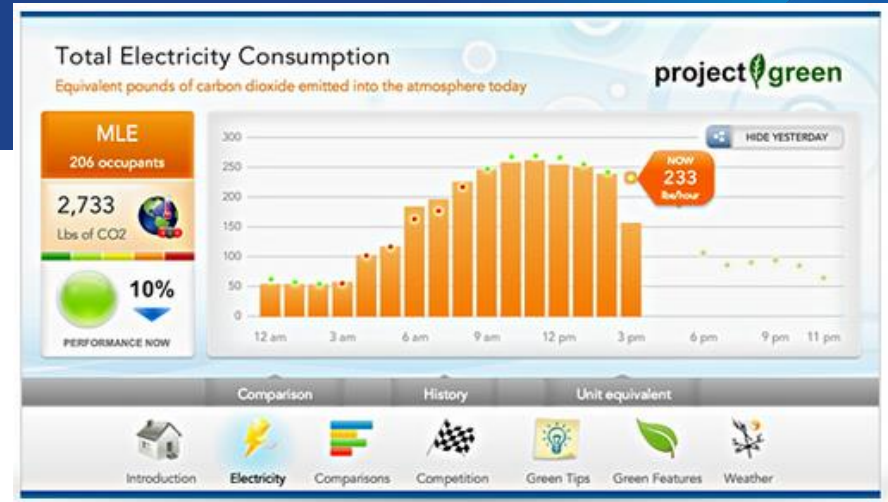 Total Electricity Consumption
Equivalent pounds of carbon dioxide emitted into the atmosphere today
project green
MLE
206 occupants
2,733
Lbs of CO2
10%
PERFORMANCE NOW
HIDE YESTERDAY
NOW
233
lbs/hour
300
250
200
150
100
50
0
12 am 3 am 6 am 9 am 12 pm 3 pm 6 pm 9 pm 11 pm
Comparison History Unit equivalent
Introduction Electricity Comparisons Competition Green Tips Green Features Weather